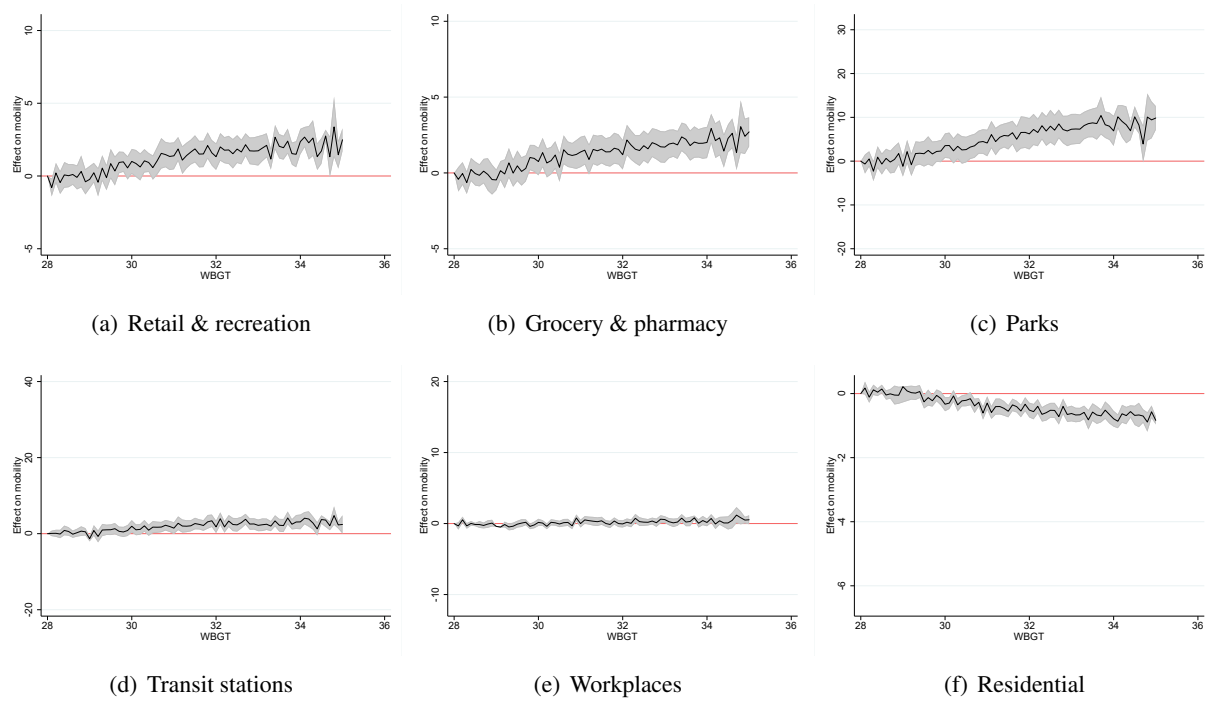 Effect on mobility
10
5
0
-5
28 30 32 34 36
WBGT
(a) Retail & recreation
Effect on mobility
10
5
0
-5
28 30 32 34 36
WBGT
(b) Grocery & pharmacy
Effect on mobility
30
20
10
0
-10
-20
28 30 32 34 36
WBGT
(c) Parks
Effect on mobility
40
20
0
-20
28 30 32 34 36
WBGT
(d) Transit stations
Effect on mobility
20
10
0
-10
28 30 32 34 36
WBGT
(e) Workplaces
Effect on mobility
0
-2
-4
-6
28 30 32 34 36
WBGT
(f) Residential